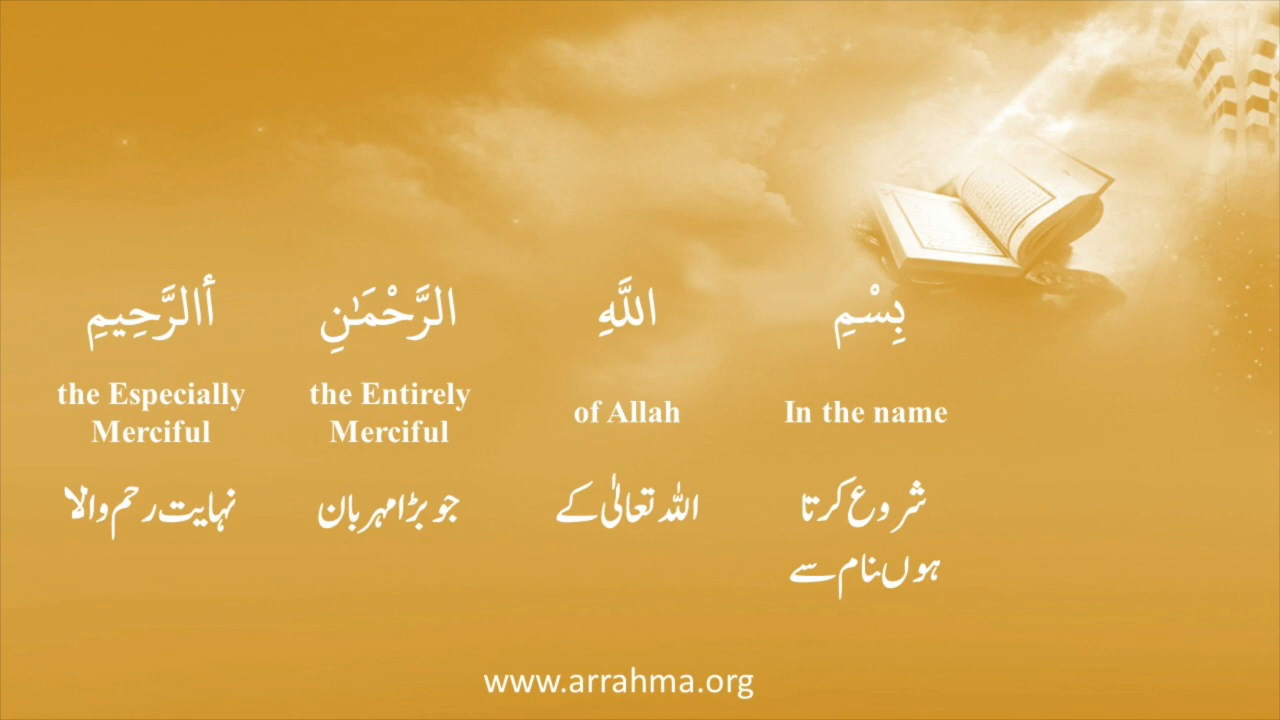 بِسْمِ اللَّهِ الرَّحْمَٰنِ أالرَّحِيمِ
In the name
of Allah
the Entirely
Merciful
the Especially
Merciful
شروع کرتا
ہوں نام سے
اللہ تعالیٰ کے
جو بڑا مہربان
نہایت رحم والا
www.arrahma.org